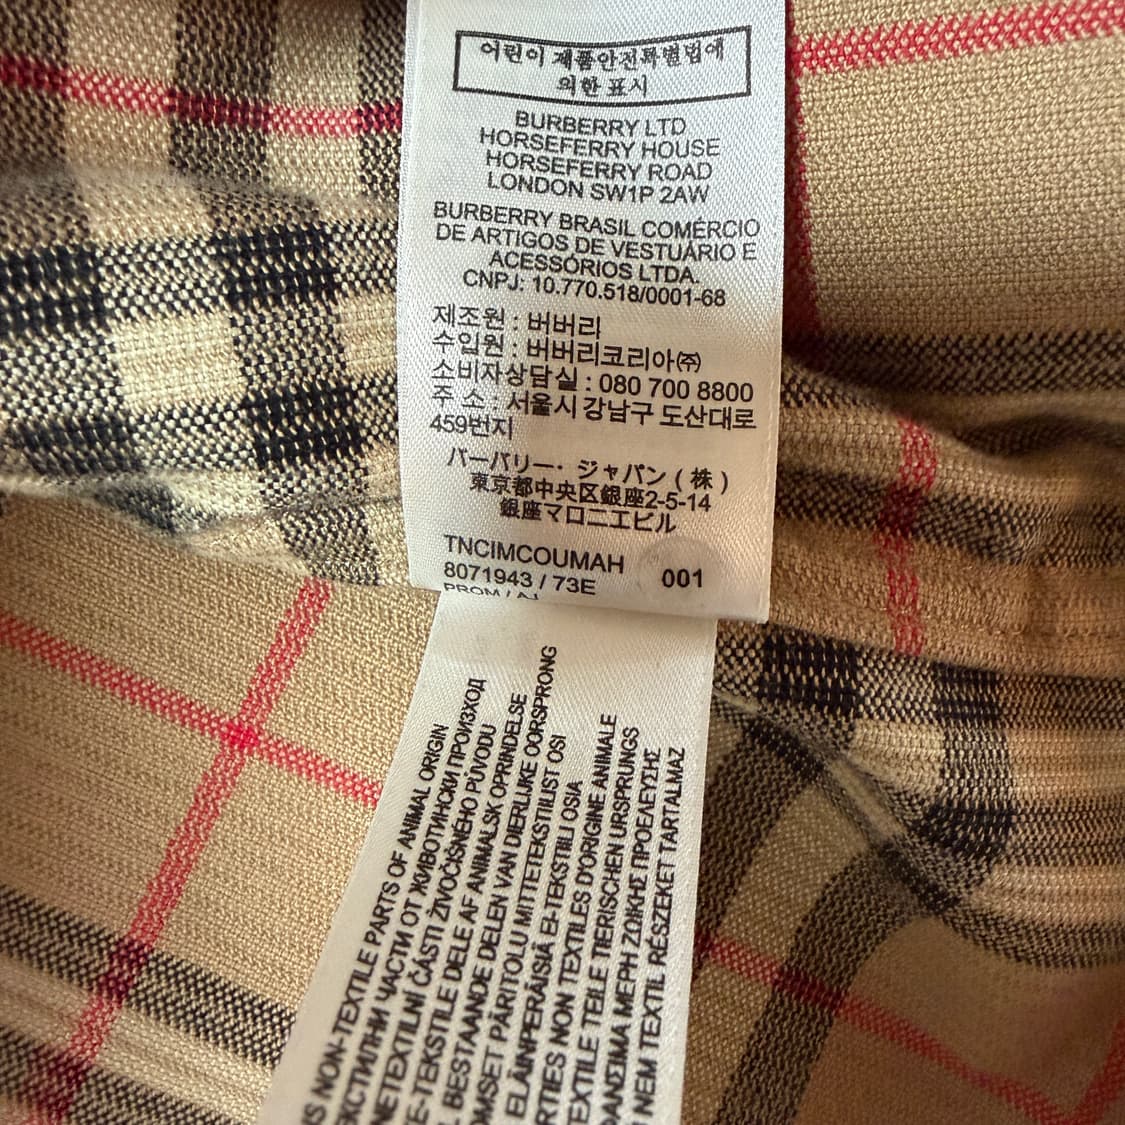 어린이 제품안전특별법에
의한 표시
BURBERRY LTD
HORSEFERRY HOUSE
HORSEFERRY ROAD
LONDON SW1P 2AW
BURBERRY BRASIL COMÉRCIO
DE ARTIGOS DE VESTUÁRIO E
ACESSÓRIOS LTDA.
CNPJ: 10.770.518/0001-68
제조원 : 버버리
수입원 : 버버리코리아㈜
소비자상담실 : 080 700 8800
주 소 : 서울시 강남구 도산대로
459번지
バーバリー・ジャパン(株)
東京都中央区銀座2-5-14
銀座マロニエビル
TNCIMCOUMAH
8071943 / 73E
001
PROM / AJ
NS NON-TEXTILE PARTS OF ANIMAL ORIGIN
ЕКСТИЛНИ ЧАСТИ ОТ ЖИВОТИНСКИ ПРОИЗХОД
NETEXTILNÍ ČÁSTI ŽIVOČIŠNÉHO PŮVODU
E-TEKSTILE DELE AF ANIMALSK OPRINDELSE
L BESTAANDE DELEN VAN DIERLIJKE OORSPRONG
OMSET PÄRITOLU MITTETEKSTIILIST OSI
ELÄINPERÄISIÄ EI-TEKSTIILI OSIA
RTIES NON TEXTILES D'ORIGINE ANIMALE
TEXTILE TEILE TIERISCHEN URSPRUNGS
ΦΑΝΣΙΜΑ ΜΕΡΗ ΖΩΙΚΗΣ ΠΡΟΕΛΕΥΣΗΣ
NEM TEXTIL RÉSZEKET TARTALMAZ